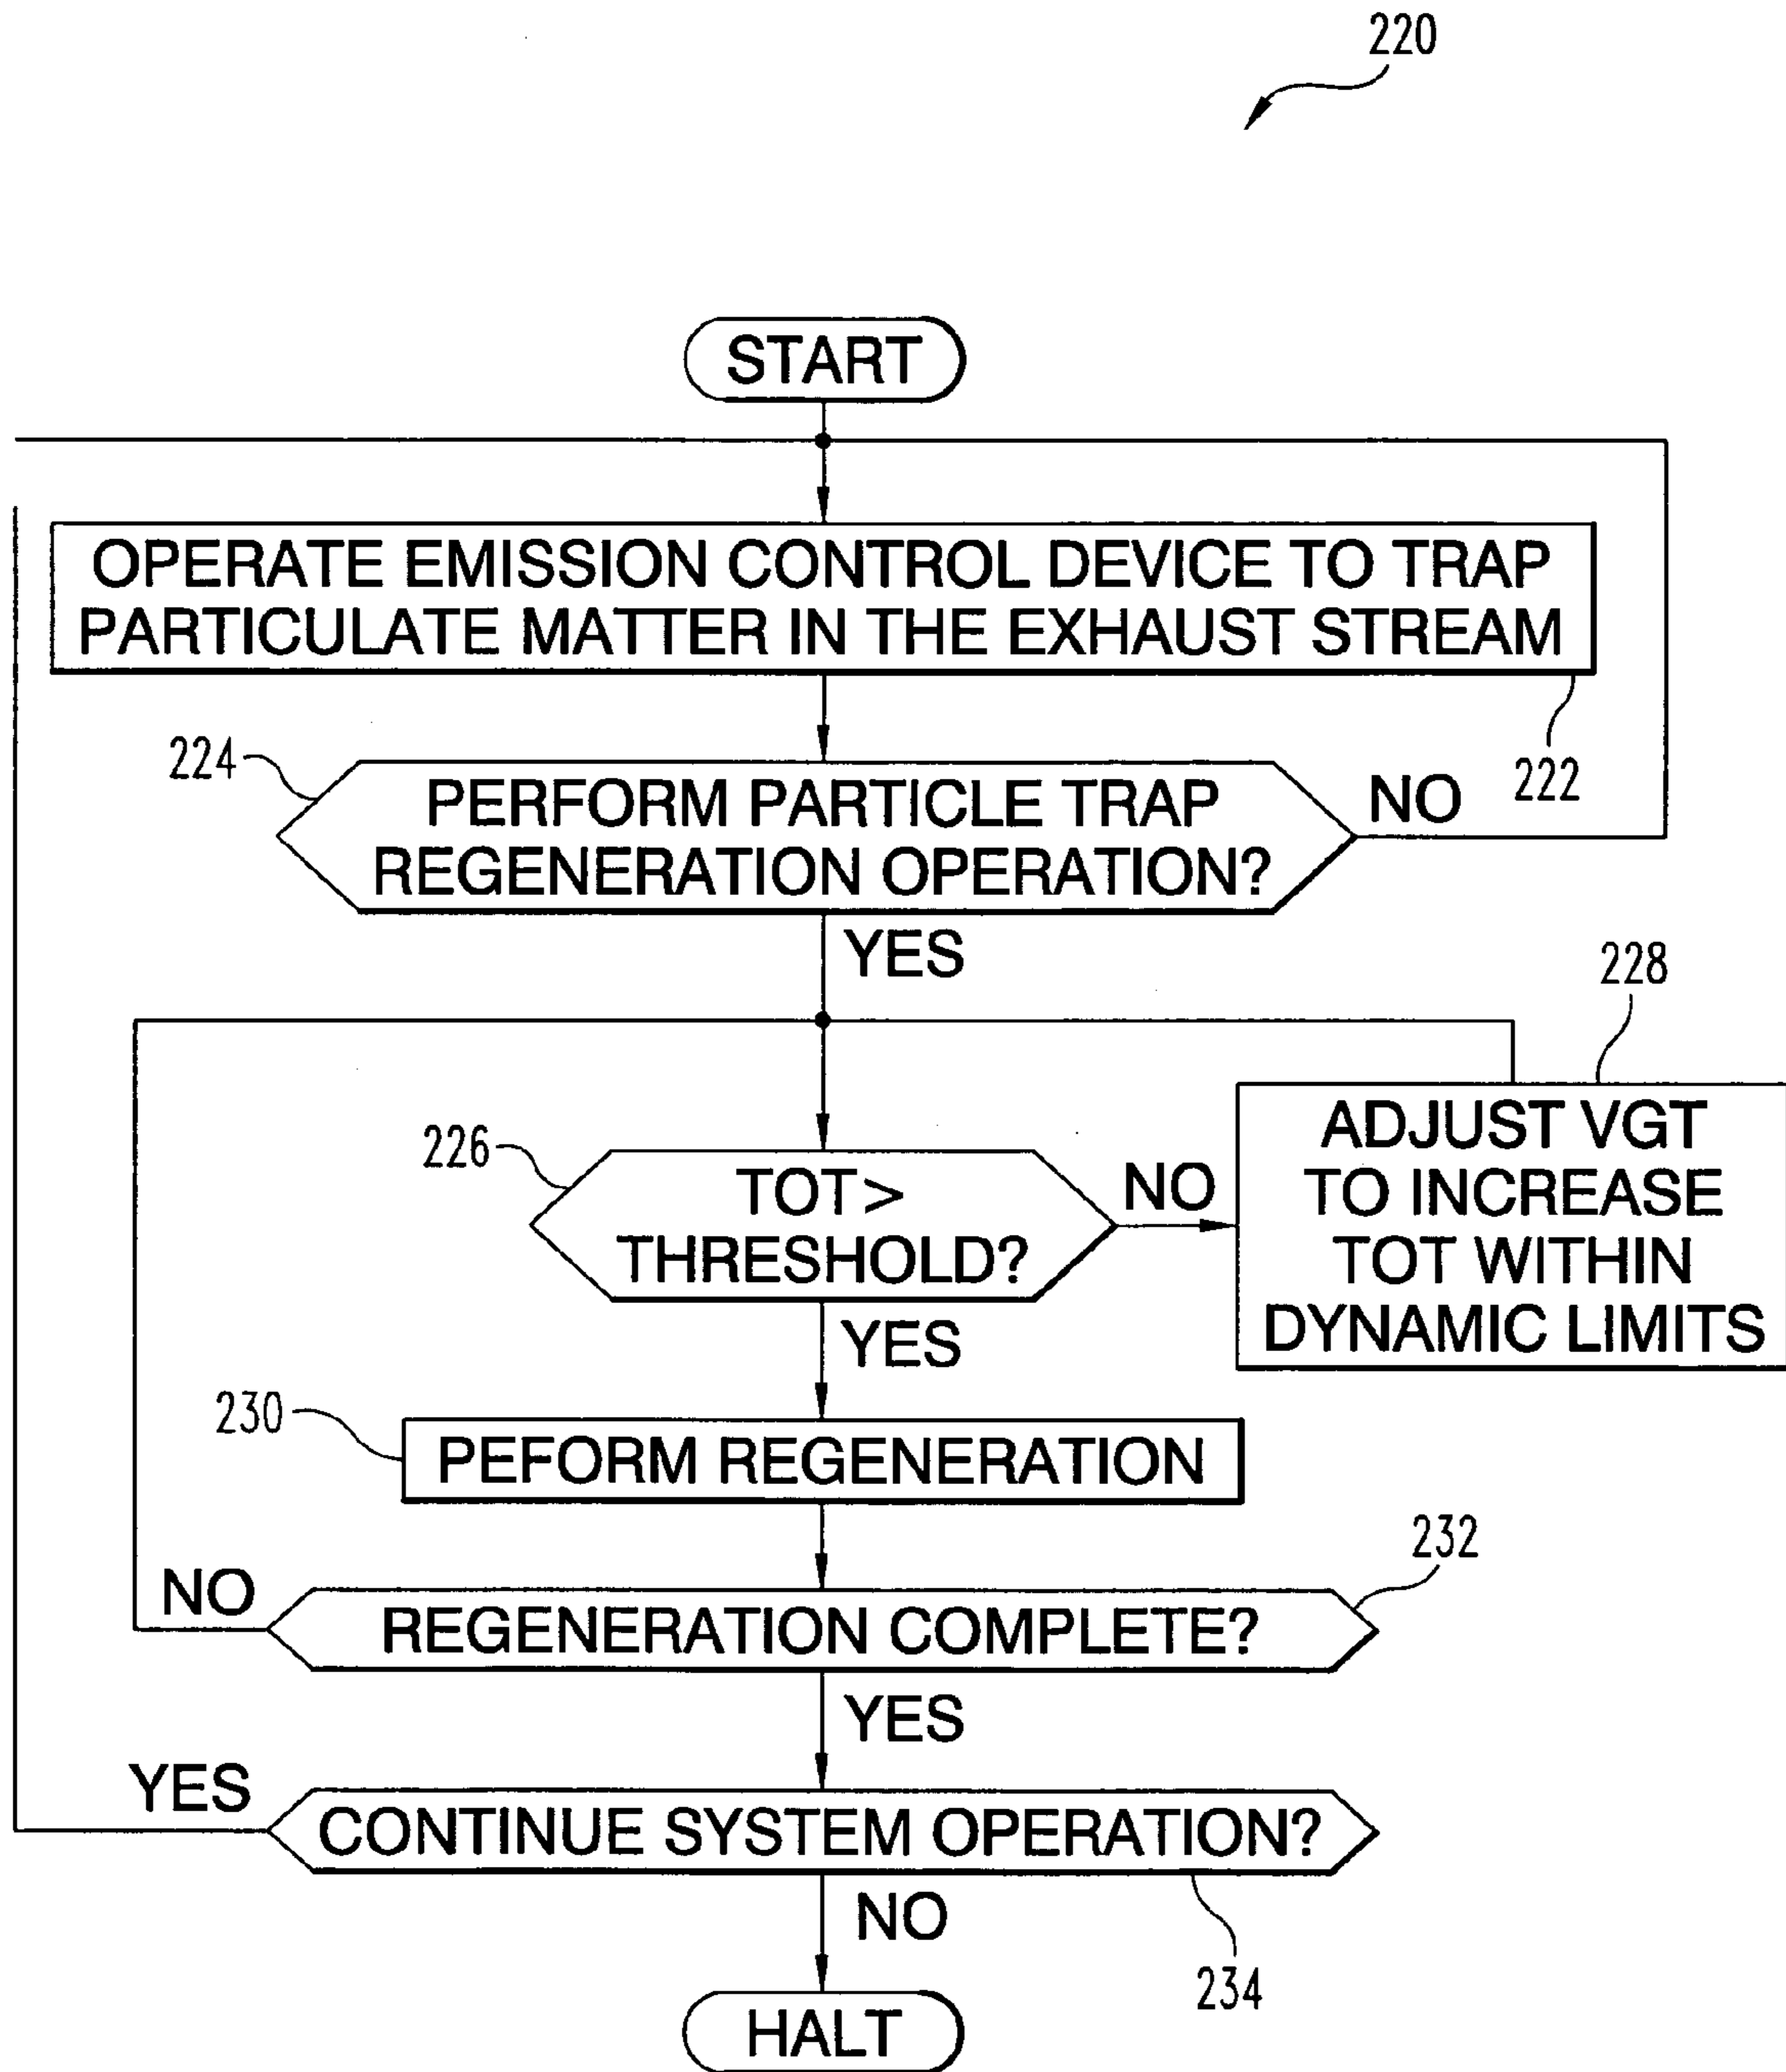 220
START
OPERATE EMISSION CONTROL DEVICE TO TRAP
PARTICULATE MATTER IN THE EXHAUST STREAM
222
224
PERFORM PARTICLE TRAP
REGENERATION OPERATION?
NO
YES
228
ADJUST VGT
TO INCREASE
TOT WITHIN
DYNAMIC LIMITS
226
TOT>
THRESHOLD?
NO
YES
230
PEFORM REGENERATION
232
NO
REGENERATION COMPLETE?
YES
YES
CONTINUE SYSTEM OPERATION?
NO
234
HALT